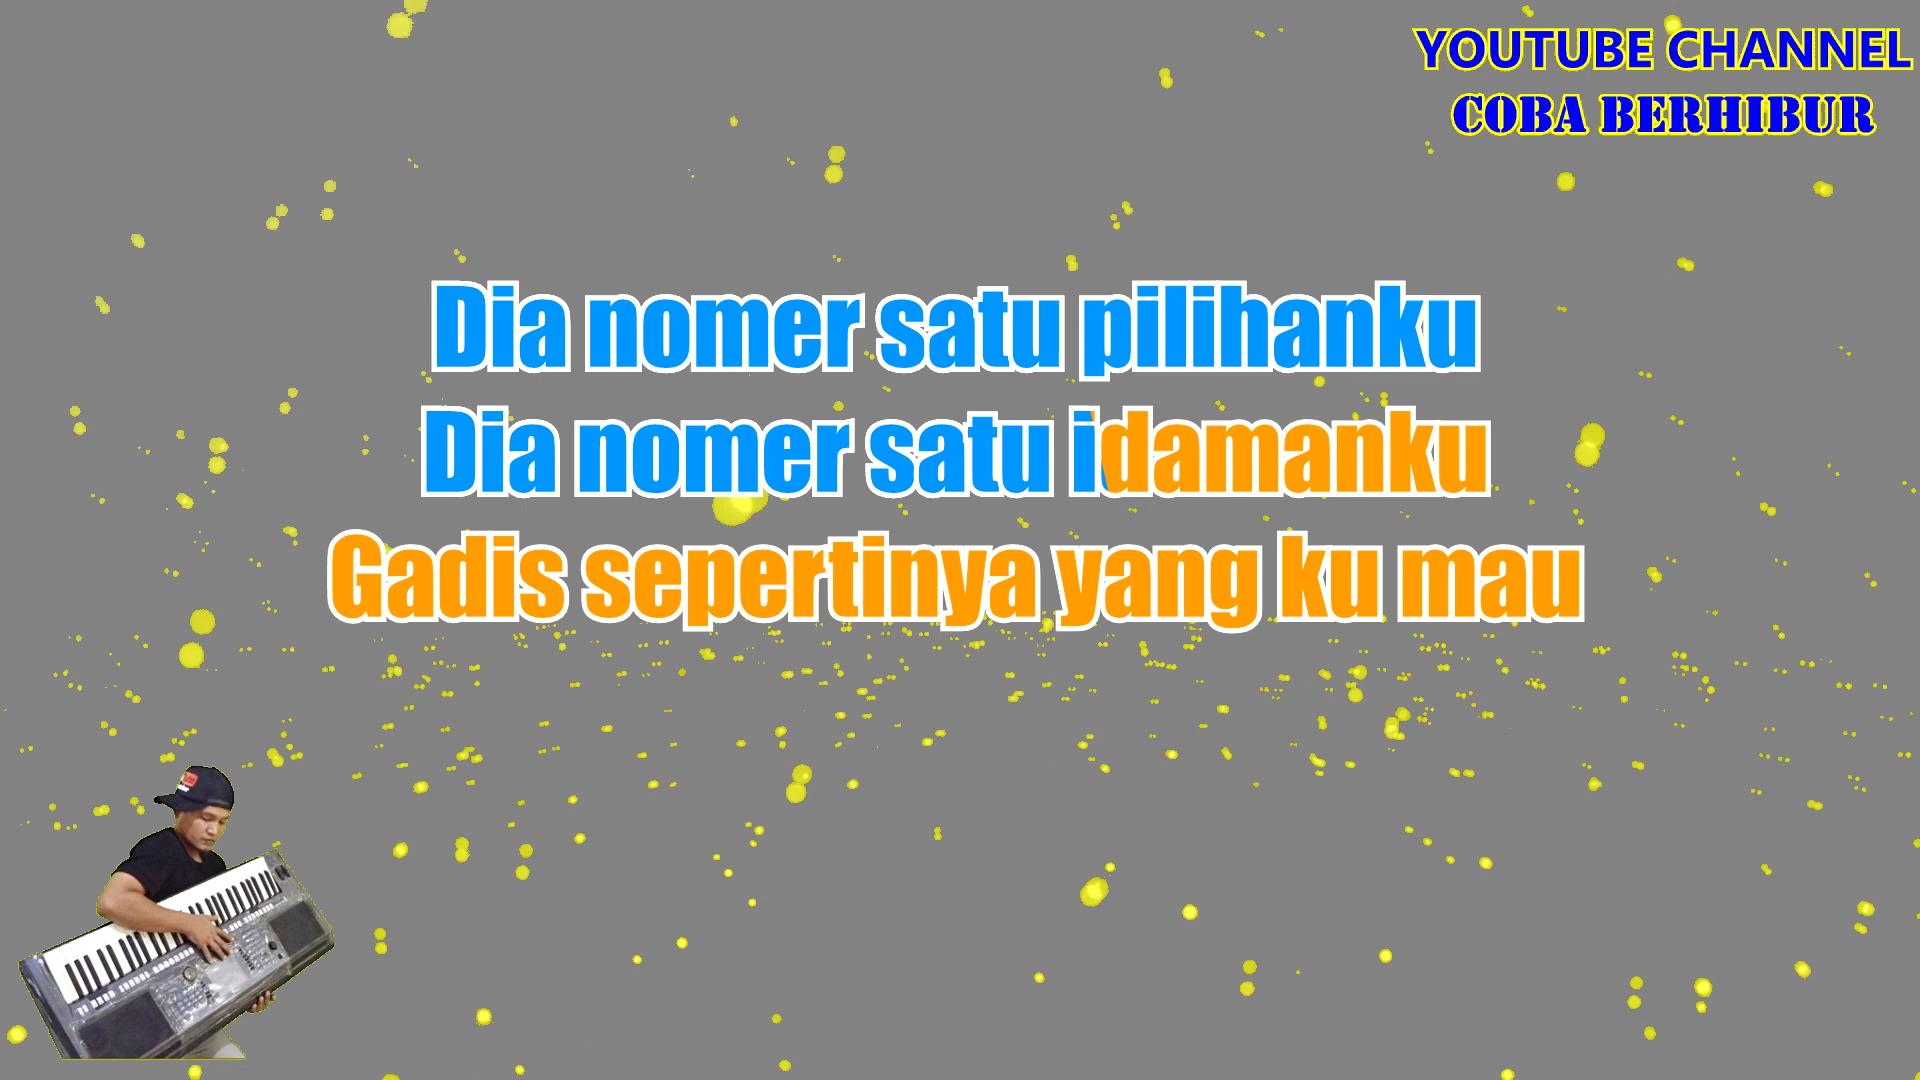 YOUTUBE CHANNEL
COBA BERHIBUR
Dia nomer satu pilihanku
Dia nomer satu idamanku
Gadis sepertinya yang ku mau